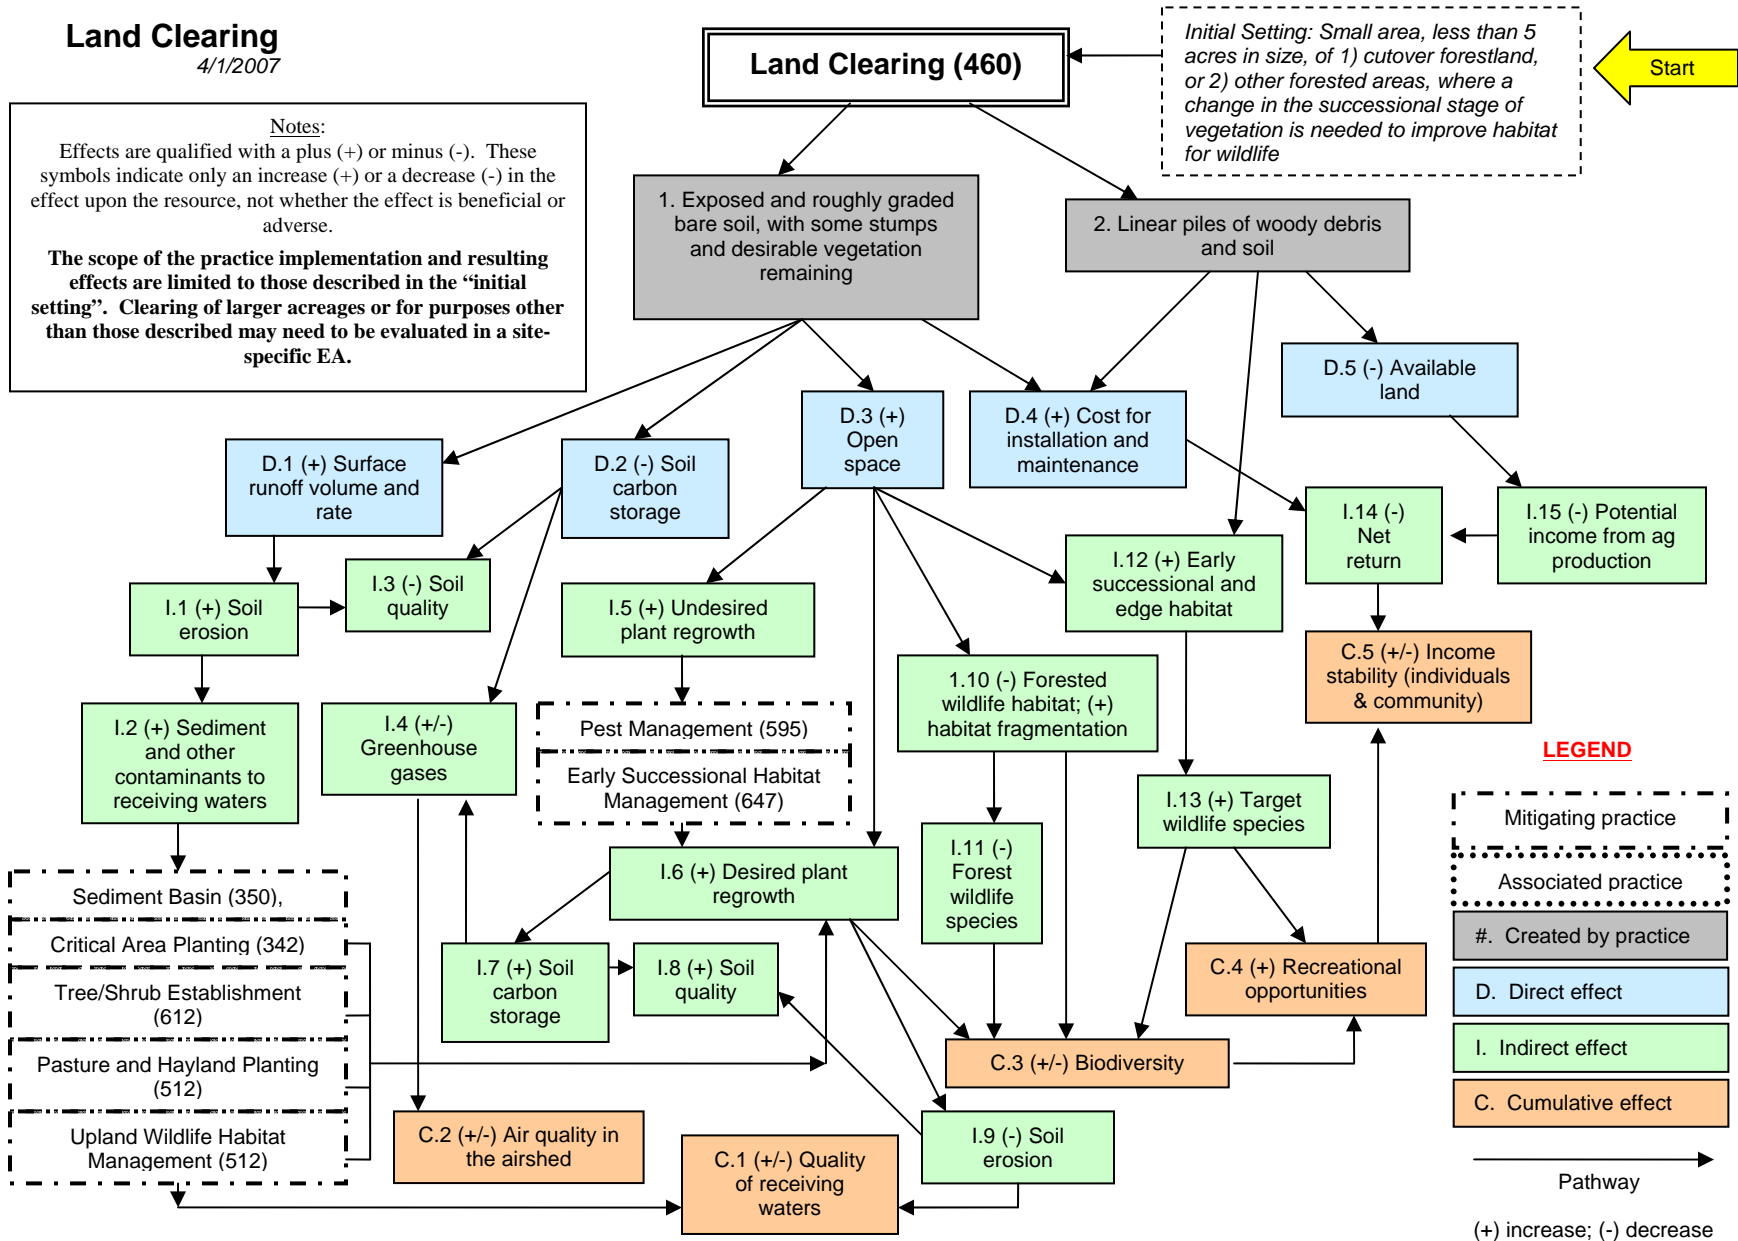 Land Clearing
4/1/2007
Land Clearing (460)
Initial Setting: Small area, less than 5
acres in size, of 1) cutover forestland,
or 2) other forested areas, where a
change in the successional stage of
vegetation is needed to improve habitat
for wildlife
Start
Notes:
Effects are qualified with a plus (+) or minus (-). These
symbols indicate only an increase (+) or a decrease (-) in the
effect upon the resource, not whether the effect is beneficial or
adverse.
The scope of the practice implementation and resulting
effects are limited to those described in the “initial
setting”. Clearing of larger acreages or for purposes other
than those described may need to be evaluated in a site-
specific EA.
1. Exposed and roughly graded
bare soil, with some stumps
and desirable vegetation
remaining
2. Linear piles of woody debris
and soil
D.5 (-) Available
land
D.3 (+)
Open
space
D.4 (+) Cost for
installation and
maintenance
D.1 (+) Surface
runoff volume and
rate
D.2 (-) Soil
carbon
storage
I.14 (-)
Net
return
I.15 (-) Potential
income from ag
production
I.12 (+) Early
successional and
edge habitat
I.3 (-) Soil
quality
I.1 (+) Soil
erosion
I.5 (+) Undesired
plant regrowth
C.5 (+/-) Income
stability (individuals
& community)
1.10 (-) Forested
wildlife habitat; (+)
habitat fragmentation
I.2 (+) Sediment
and other
contaminants to
receiving waters
I.4 (+/-)
Greenhouse
gases
Pest Management (595)
Early Successional Habitat
Management (647)
I.13 (+) Target
wildlife species
I.11 (-)
Forest
wildlife
species
I.6 (+) Desired plant
regrowth
Sediment Basin (350),
Critical Area Planting (342)
Tree/Shrub Establishment
(612)
Pasture and Hayland Planting
(512)
Upland Wildlife Habitat
Management (512)
I.7 (+) Soil
carbon
storage
I.8 (+) Soil
quality
C.4 (+) Recreational
opportunities
C.3 (+/-) Biodiversity
C.2 (+/-) Air quality in
the airshed
C.1 (+/-) Quality
of receiving
waters
I.9 (-) Soil
erosion
LEGEND
Mitigating practice
Associated practice
#. Created by practice
D. Direct effect
I. Indirect effect
C. Cumulative effect
Pathway
(+) increase; (-) decrease